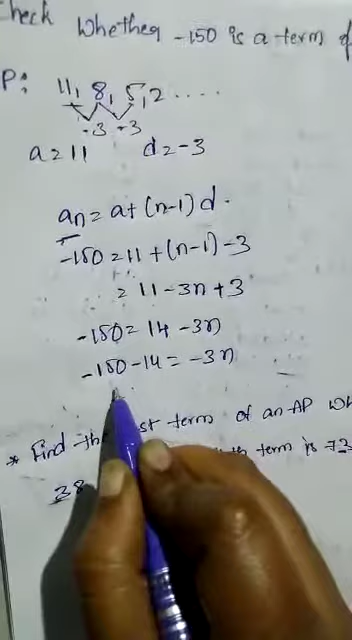 Check Whether -150 is a term of
P: 11, 8, 5, 2 ....
-3 -3
a = 11 d = -3
an = a + (n-1) d.
-150 = 11 + (n-1) -3
= 11 - 3n + 3
-150 = 14 - 3n
-150 - 14 = -3n
* Find the st term of an AP
term is 73
38